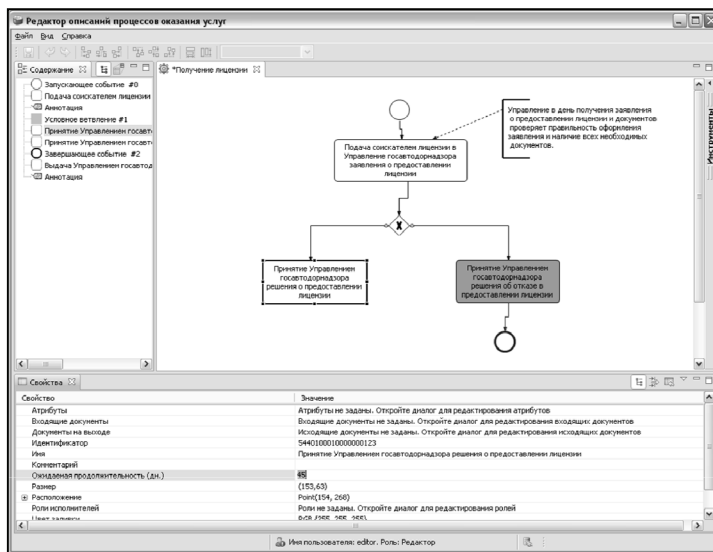 Редактор описаний процессов оказания услуг
Файл Вид Справка
Содержание
*Получение лицензии
Запускающее событие #0
Подача соискателем лицензии
Аннотация
Условное ветвление #1
Принятие Управлением госавт
Принятие Управлением госавт
Завершающее событие #2
Выдача Управлением госавтод
Аннотация
Управление в день получения заявления
о предоставлении лицензии и документов
проверяет правильность оформления
заявления и наличие всех необходимых
документов.
Инструменты
Подача соискателем лицензии в
Управление госавтодорнадзора
заявления о предоставлении
лицензии
X
Принятие Управлением
госавтодорнадзора
решения о предоставлении
лицензии
Принятие Управлением
госавтодорнадзора
решения об отказе в
предоставлении лицензии
Свойства
Свойство Значение
Атрибуты Атрибуты не заданы. Откройте диалог для редактирования атрибутов
Входящие документы Входящие документы не заданы. Откройте диалог для редактирования входящих документов
Документы на выходе Исходящие документы не заданы. Откройте диалог для редактирования исходящих документов
Идентификатор 5440100010000000123
Имя Принятие Управлением госавтодорнадзора решения о предоставлении лицензии
Комментарий
Ожидаемая продолжительность (дн.) 45
Размер (153,63)
Расположение Point(154, 268)
Роли исполнителей Роли не заданы. Откройте диалог для редактирования ролей
Цвет заливки RGB {255, 255, 255}
Имя пользователя: editor. Роль: Редактор